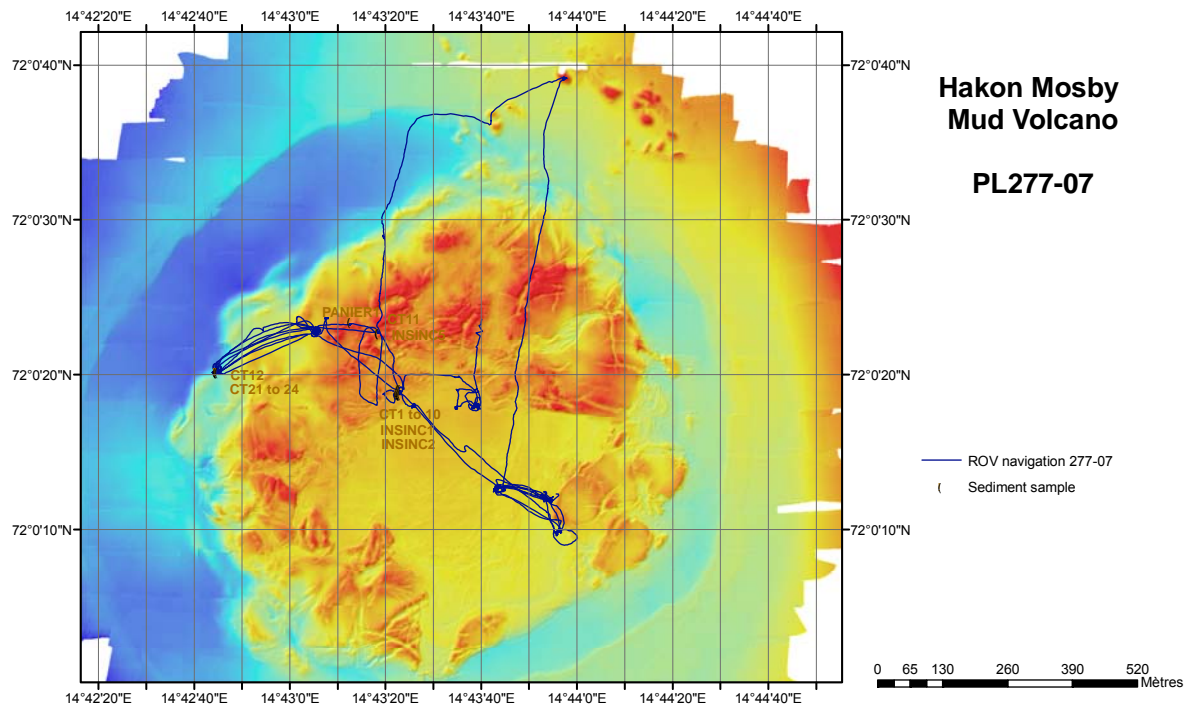 14°42'20"E 14°42'40"E 14°43'0"E 14°43'20"E 14°43'40"E 14°44'0"E 14°44'20"E 14°44'40"E
72°0'40"N 72°0'40"N
72°0'30"N 72°0'30"N
72°0'20"N 72°0'20"N
72°0'10"N 72°0'10"N
PANIER1
CT11
CT12
CT21 to 24
CT1 to 10
INSINC1
INSINC2
14°42'20"E 14°42'40"E 14°43'0"E 14°43'20"E 14°43'40"E 14°44'0"E 14°44'20"E 14°44'40"E
Hakon Mosby
Mud Volcano
PL277-07
ROV navigation 277-07
Sediment sample
0 65 130 260 390 520
Mètres